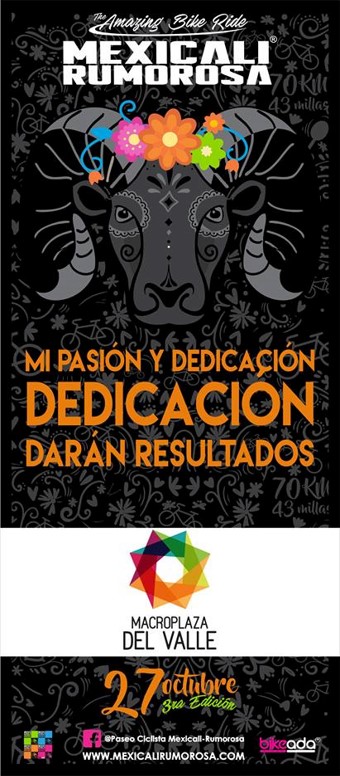 The Amazing Bike Ride
MEXICALI®
RUMOROSA
70 Km
43 millas
MI PASIÓN Y DEDICACIÓN
DEDICACIÓN
DARÁN RESULTADOS
70 Km
43 millas
MACROPLAZA
DEL VALLE
27 octubre
3ra Edición
@Paseo Ciclista Mexicali-Rumorosa
bikeada
WWW.MEXICALIRUMOROSA.COM